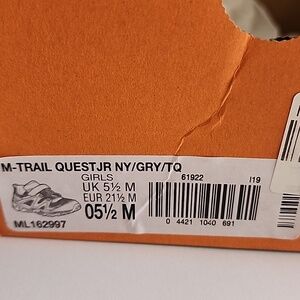 M-TRAIL QUESTJR NY/GRY/TQ
GIRLS
61922
I19
UK 5½ M
EUR 21½ M
05½ M
ML162997
0 4421 1040 691